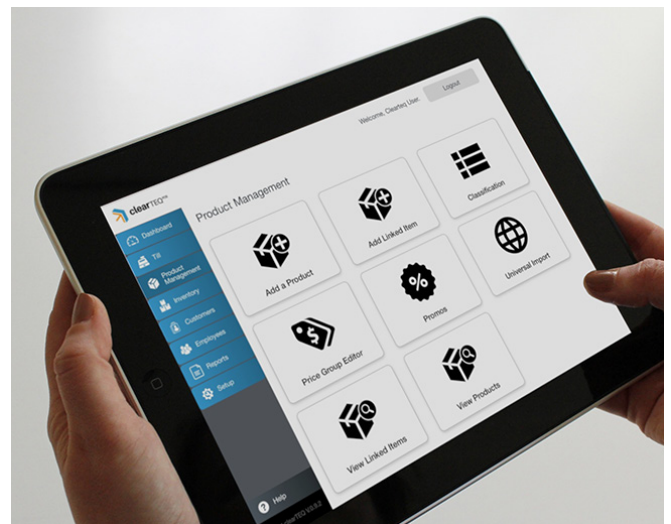 clearTEQ
Welcome, Clearteq User.
Logout
Dashboard
Till
Product
Management
Inventory
Customers
Employees
Reports
Setup
Help
Product Management
Add a Product
Add Linked Item
Classification
Price Group Editor
Promos
Universal Import
View Linked Items
View Products